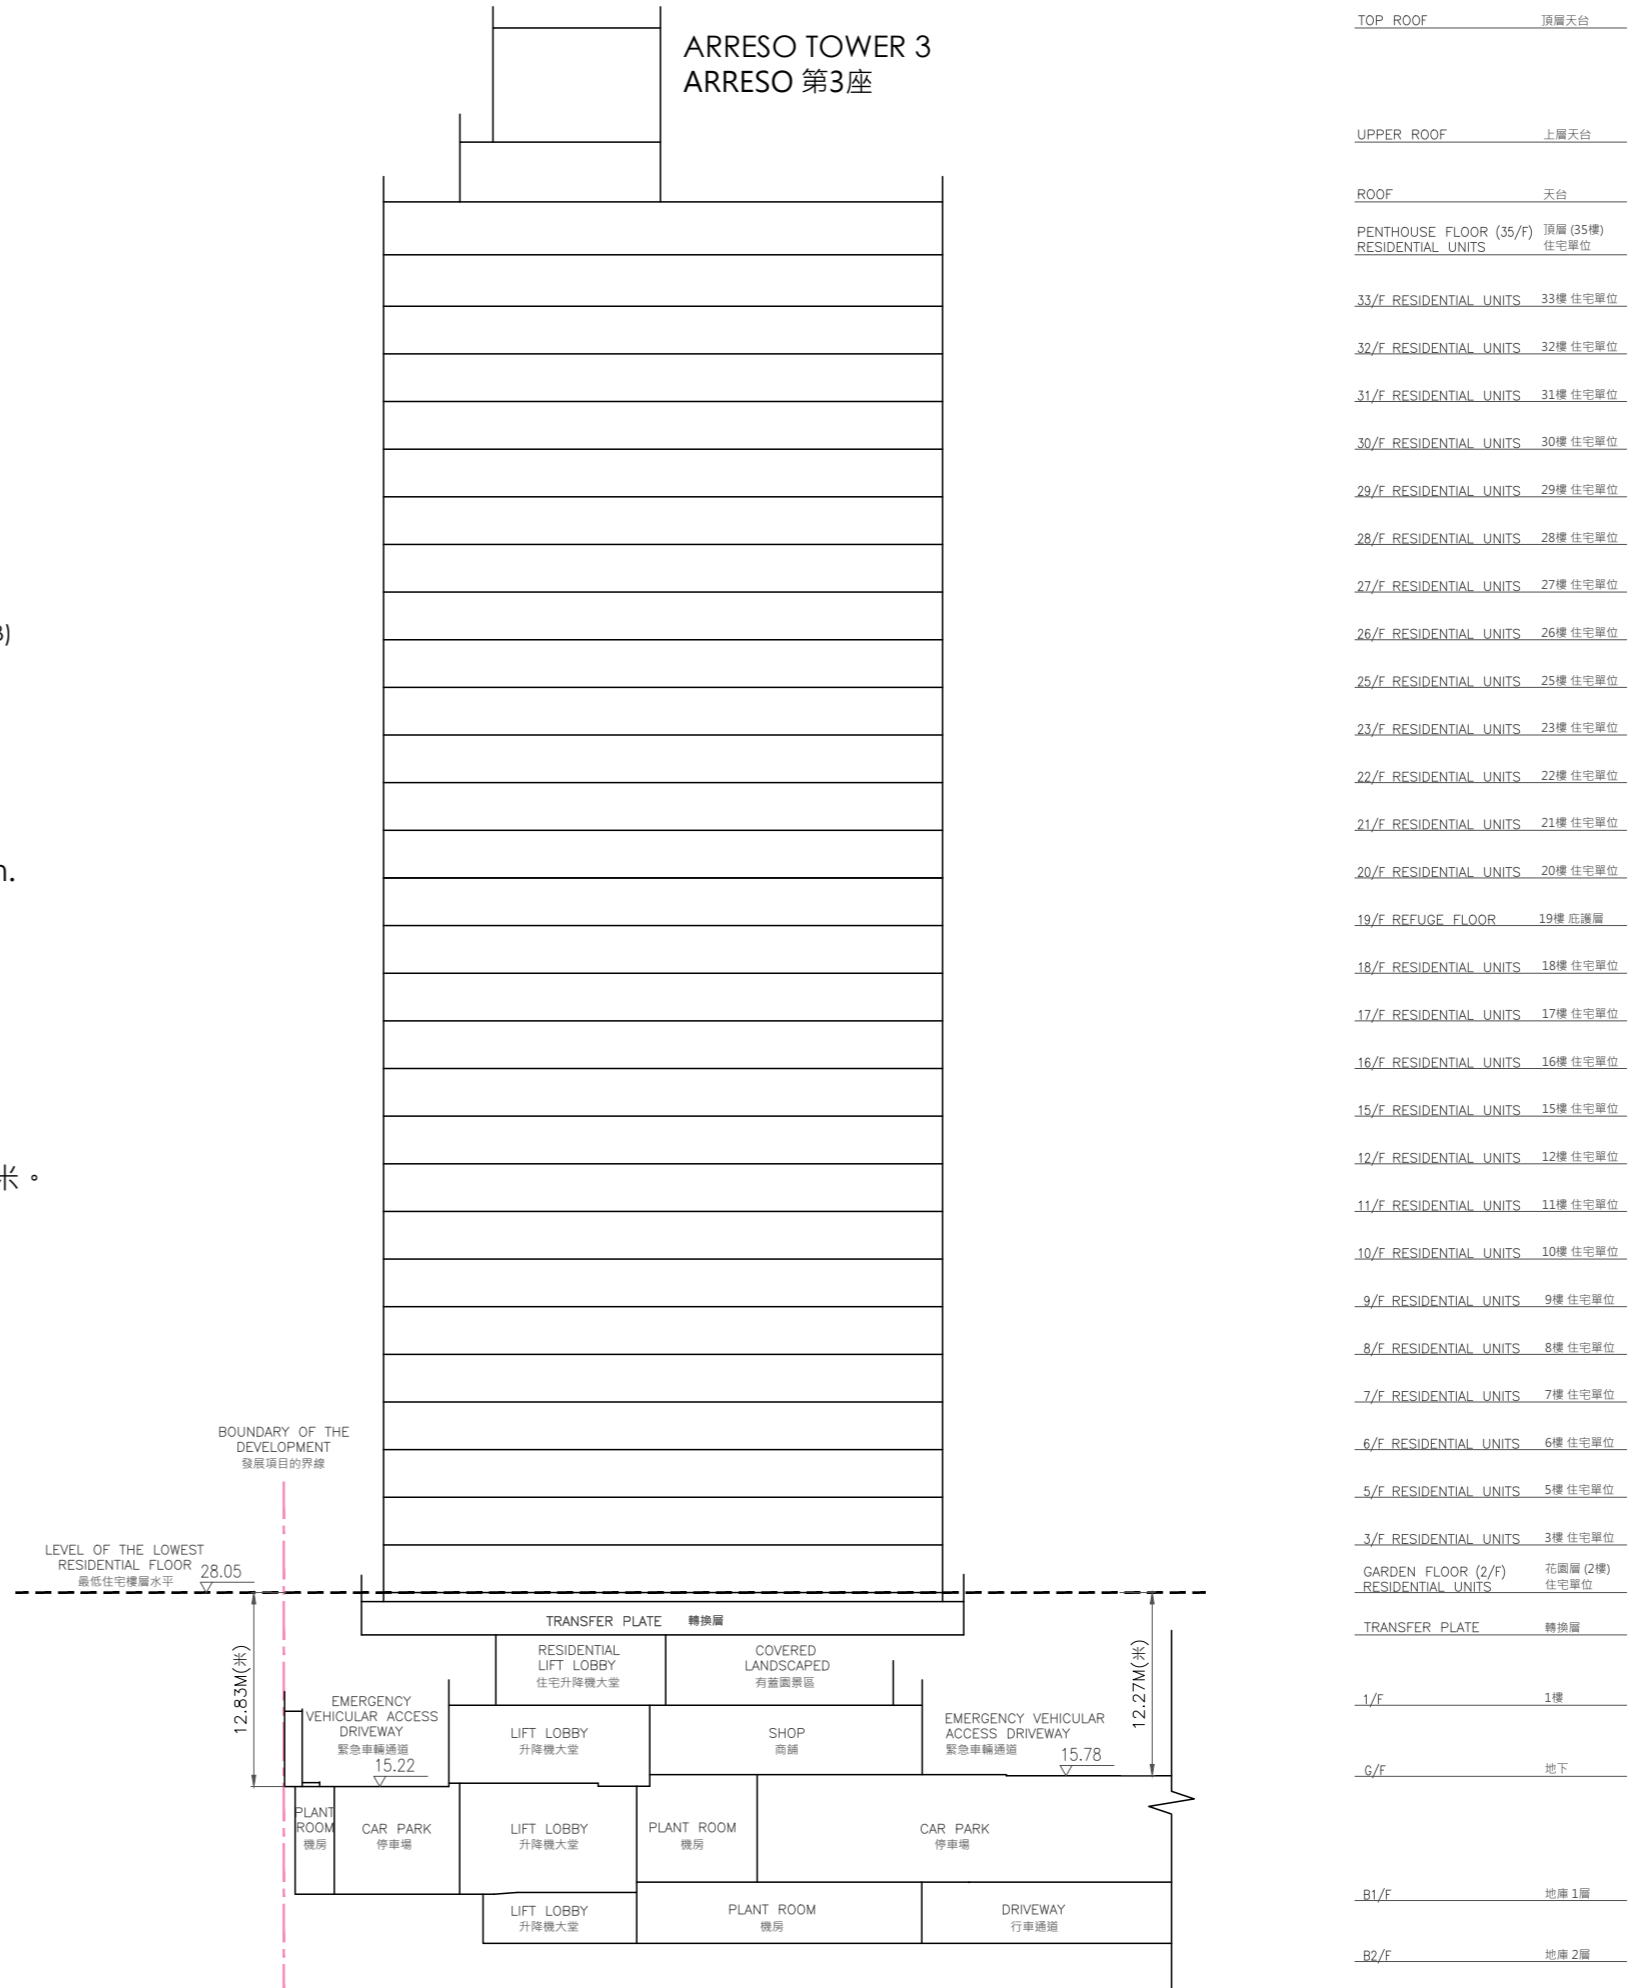 ARRESO TOWER 3
ARRESO 第3座
TOP ROOF 頂層天台
UPPER ROOF 上層天台
ROOF 天台
PENTHOUSE FLOOR (35/F) 頂層 (35樓)
RESIDENTIAL UNITS 住宅單位
33/F RESIDENTIAL UNITS 33樓 住宅單位
32/F RESIDENTIAL UNITS 32樓 住宅單位
31/F RESIDENTIAL UNITS 31樓 住宅單位
30/F RESIDENTIAL UNITS 30樓 住宅單位
29/F RESIDENTIAL UNITS 29樓 住宅單位
28/F RESIDENTIAL UNITS 28樓 住宅單位
27/F RESIDENTIAL UNITS 27樓 住宅單位
26/F RESIDENTIAL UNITS 26樓 住宅單位
25/F RESIDENTIAL UNITS 25樓 住宅單位
23/F RESIDENTIAL UNITS 23樓 住宅單位
22/F RESIDENTIAL UNITS 22樓 住宅單位
21/F RESIDENTIAL UNITS 21樓 住宅單位
20/F RESIDENTIAL UNITS 20樓 住宅單位
19/F REFUGE FLOOR 19樓 庇護層
18/F RESIDENTIAL UNITS 18樓 住宅單位
17/F RESIDENTIAL UNITS 17樓 住宅單位
16/F RESIDENTIAL UNITS 16樓 住宅單位
15/F RESIDENTIAL UNITS 15樓 住宅單位
12/F RESIDENTIAL UNITS 12樓 住宅單位
11/F RESIDENTIAL UNITS 11樓 住宅單位
10/F RESIDENTIAL UNITS 10樓 住宅單位
9/F RESIDENTIAL UNITS 9樓 住宅單位
8/F RESIDENTIAL UNITS 8樓 住宅單位
7/F RESIDENTIAL UNITS 7樓 住宅單位
6/F RESIDENTIAL UNITS 6樓 住宅單位
5/F RESIDENTIAL UNITS 5樓 住宅單位
3/F RESIDENTIAL UNITS 3樓 住宅單位
GARDEN FLOOR (2/F) 花園層 (2樓)
RESIDENTIAL UNITS 住宅單位
TRANSFER PLATE 轉換層
1/F 1樓
G/F 地下
B1/F 地庫 1層
B2/F 地庫 2層
3)
n.
米。
BOUNDARY OF THE
DEVELOPMENT
發展項目的界線
LEVEL OF THE LOWEST
RESIDENTIAL FLOOR
最低住宅樓層水平
28.05
TRANSFER PLATE 轉換層
12.83M(米)
RESIDENTIAL
LIFT LOBBY
住宅升降機大堂
COVERED
LANDSCAPED
有蓋園景區
12.27M(米)
EMERGENCY
VEHICULAR ACCESS
DRIVEWAY
緊急車輛通道
15.22
LIFT LOBBY
升降機大堂
SHOP
商舖
EMERGENCY VEHICULAR
ACCESS DRIVEWAY
緊急車輛通道
15.78
PLANT
ROOM
機房
CAR PARK
停車場
LIFT LOBBY
升降機大堂
PLANT ROOM
機房
CAR PARK
停車場
LIFT LOBBY
升降機大堂
PLANT ROOM
機房
DRIVEWAY
行車通道